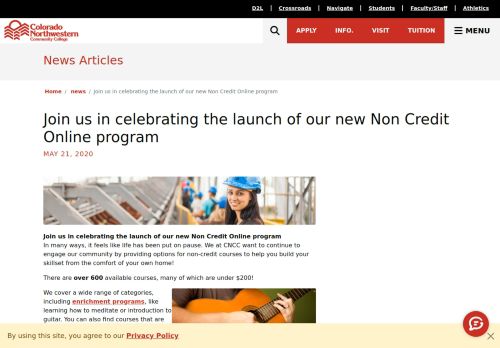 D2L | Crossroads | Navigate | Students | Faculty/Staff | Athletics
Colorado
Northwestern
Community College
APPLY INFO. VISIT TUITION MENU
News Articles
Home / news / Join us in celebrating the launch of our new Non Credit Online program
Join us in celebrating the launch of our new Non Credit
Online program
MAY 21, 2020
Join us in celebrating the launch of our new Non Credit Online program
In many ways, it feels like life has been put on pause. We at CNCC want to continue to
engage our community by providing options for non-credit courses to help you build your
skillset from the comfort of your own home!
There are over 600 available courses, many of which are under $200!
We cover a wide range of categories,
including enrichment programs, like
learning how to meditate or introduction to
guitar. You can also find courses that are
By using this site, you agree to our Privacy Policy
×